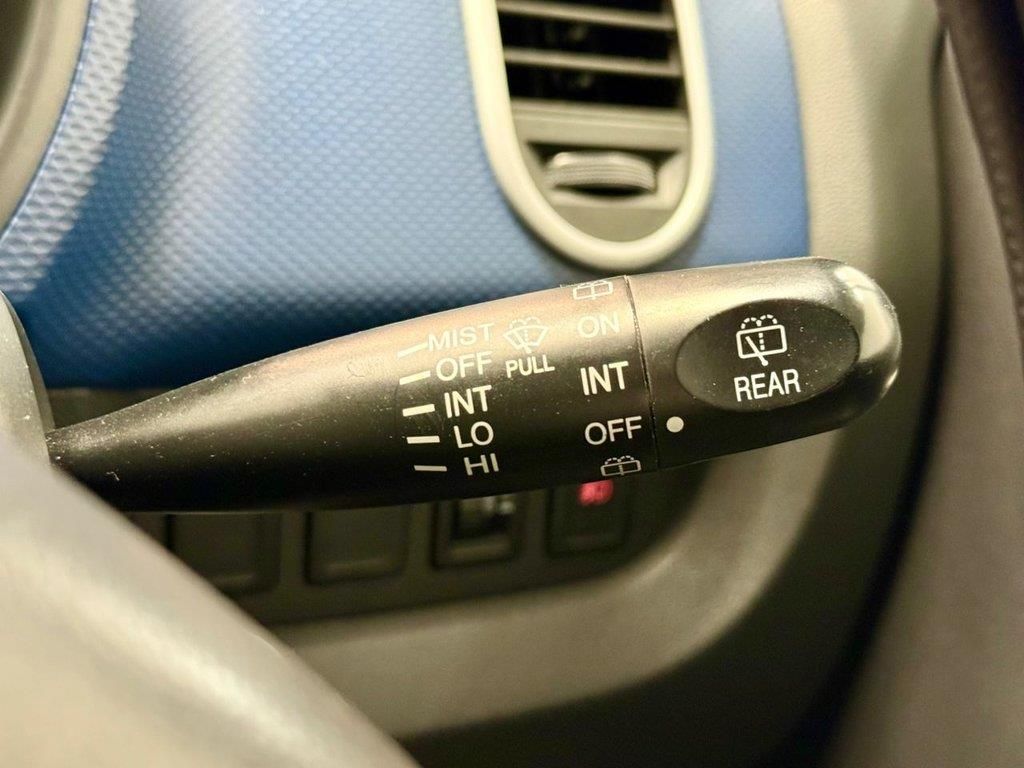 MIST
OFF
INT
LO
HI
PULL
ON
INT
OFF
REAR